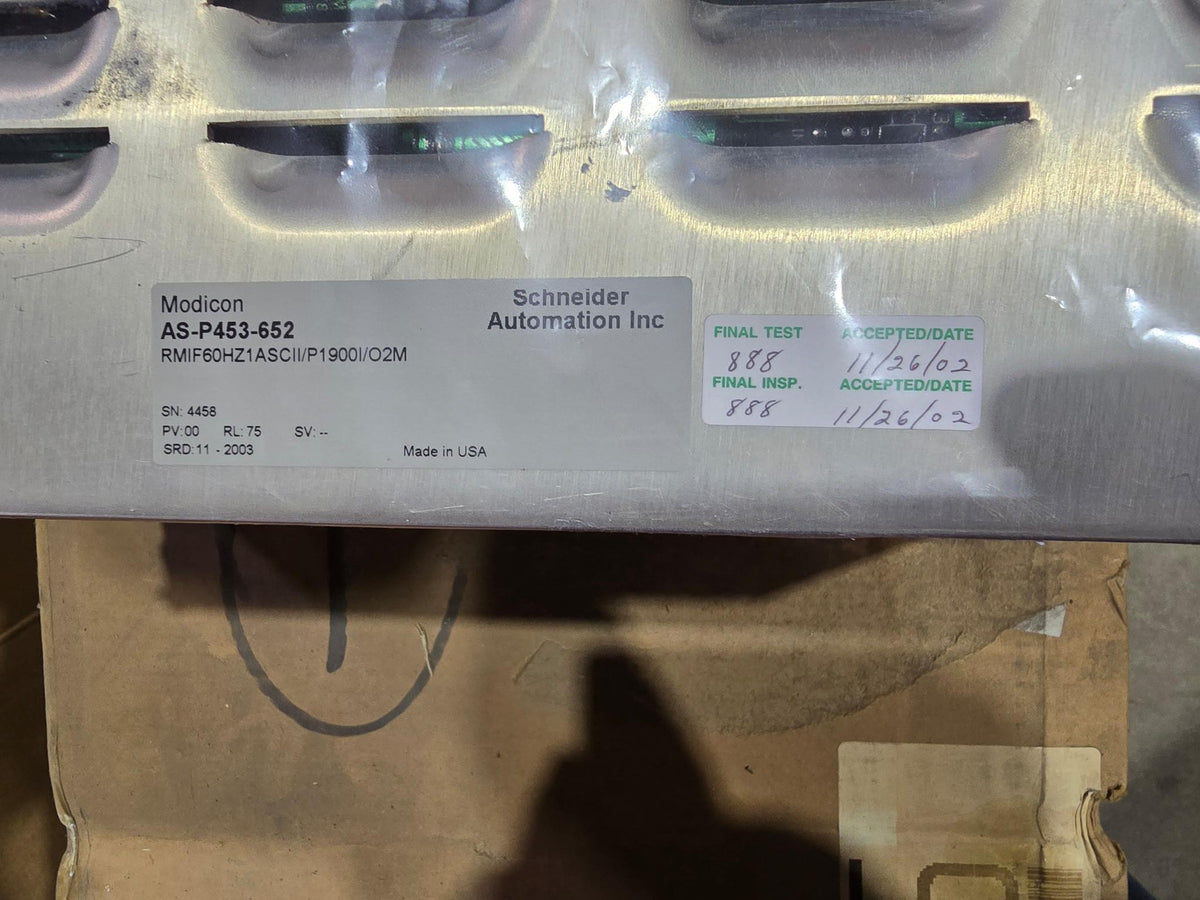 Modicon
AS-P453-652
RMIF60HZ1ASCII/P1900I/O2M
Schneider
Automation Inc
SN: 4458
PV:00 RL: 75 SV: --
SRD: 11 - 2003
Made in USA
FINAL TEST ACCEPTED/DATE
888 11/26/02
FINAL INSP. ACCEPTED/DATE
888 11/26/02